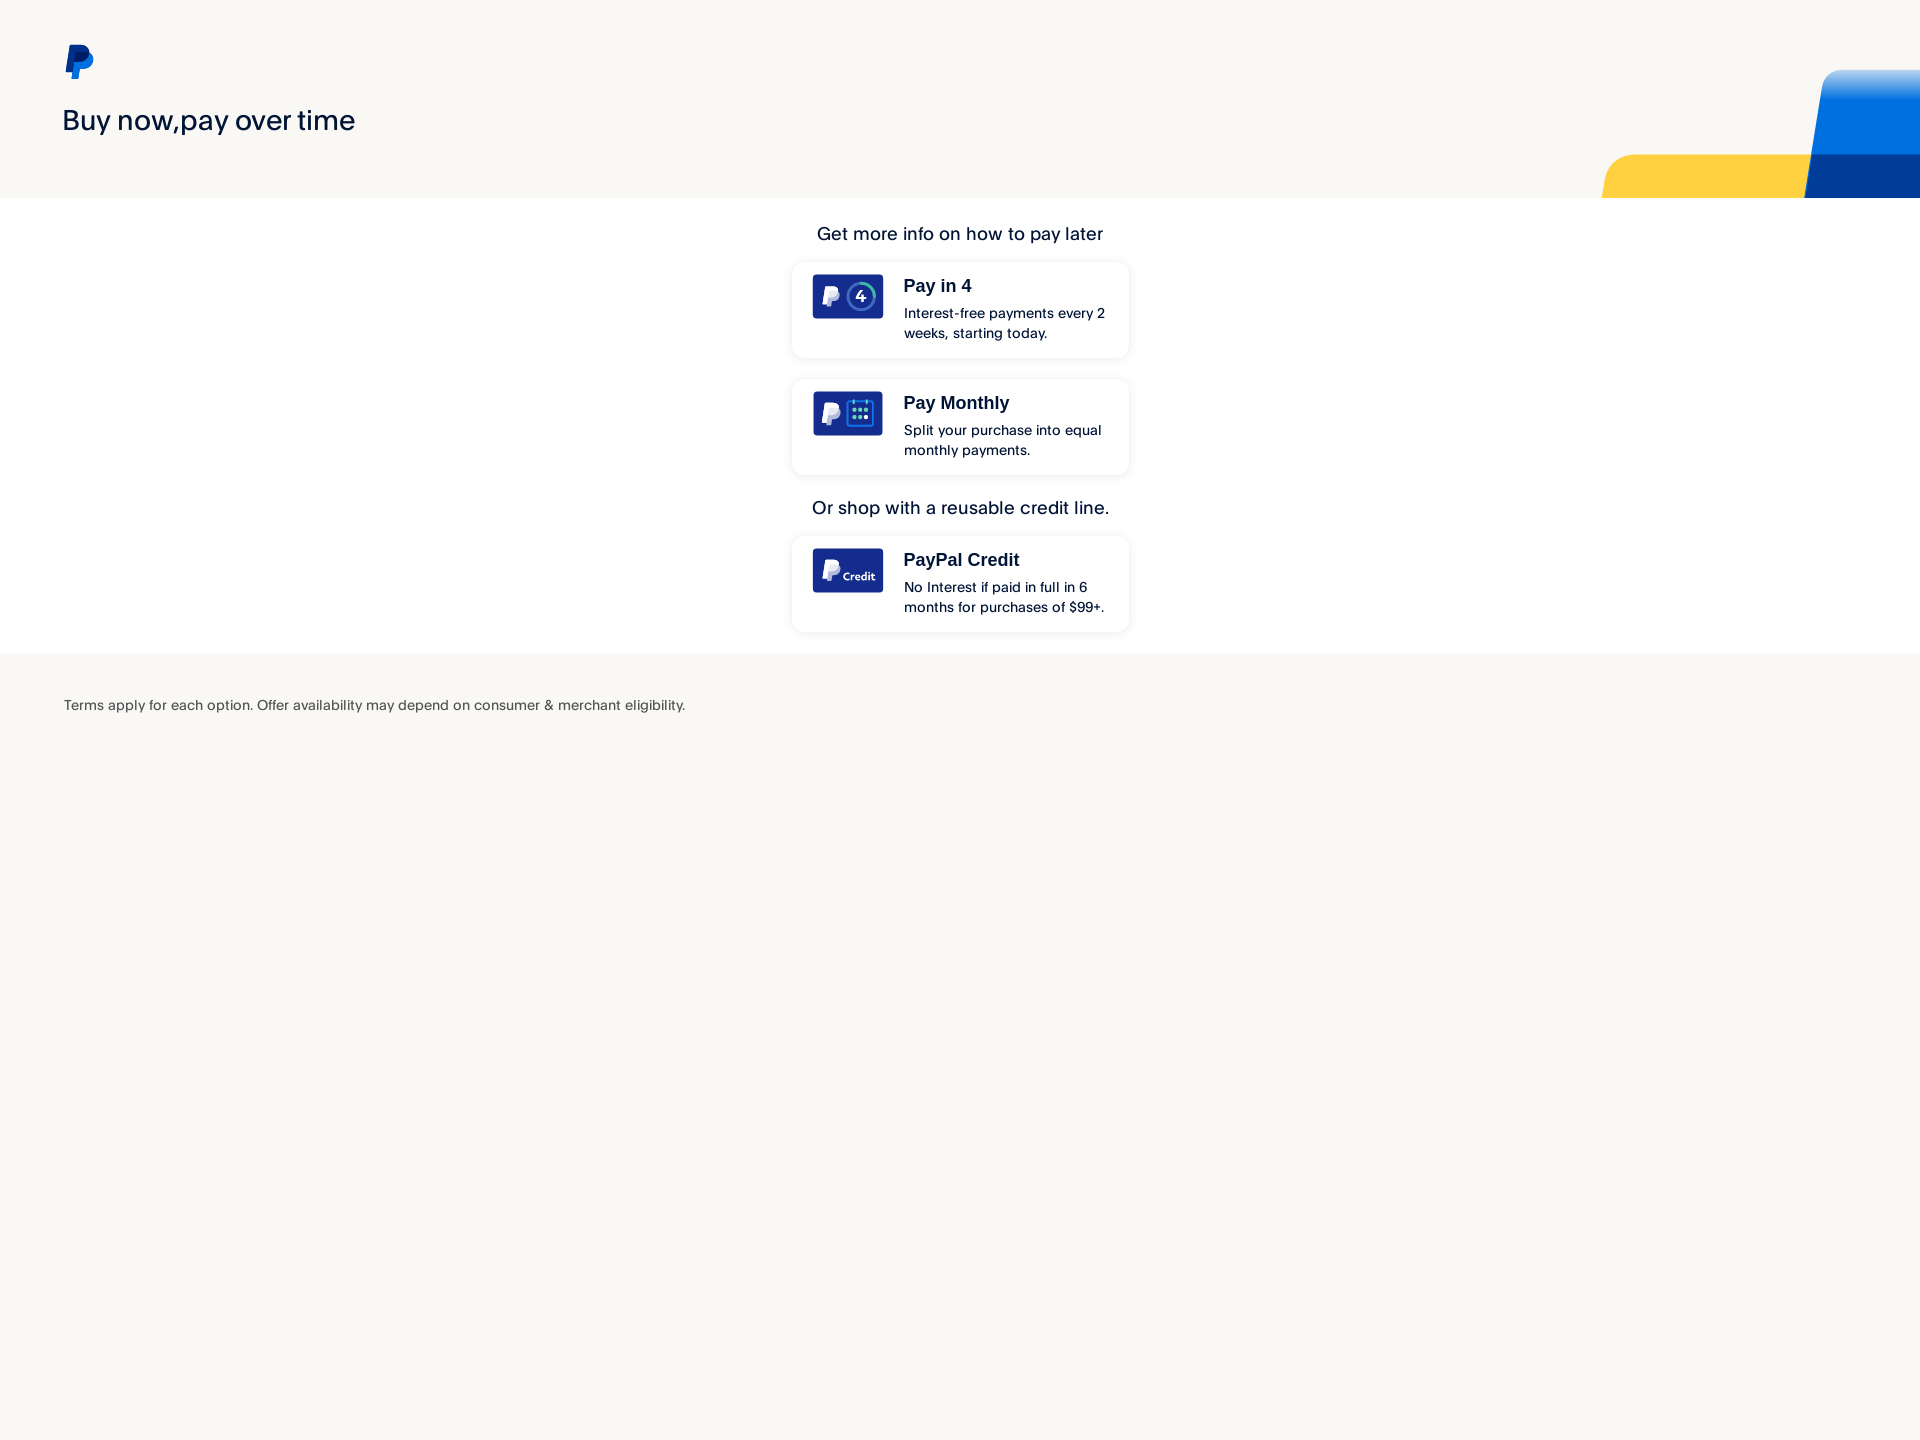 Buy now,pay over time
Get more info on how to pay later
4
Pay in 4
Interest-free payments every 2
weeks, starting today.
Pay Monthly
Split your purchase into equal
monthly payments.
Or shop with a reusable credit line.
Credit
PayPal Credit
No Interest if paid in full in 6
months for purchases of $99+.
Terms apply for each option. Offer availability may depend on consumer & merchant eligibility.